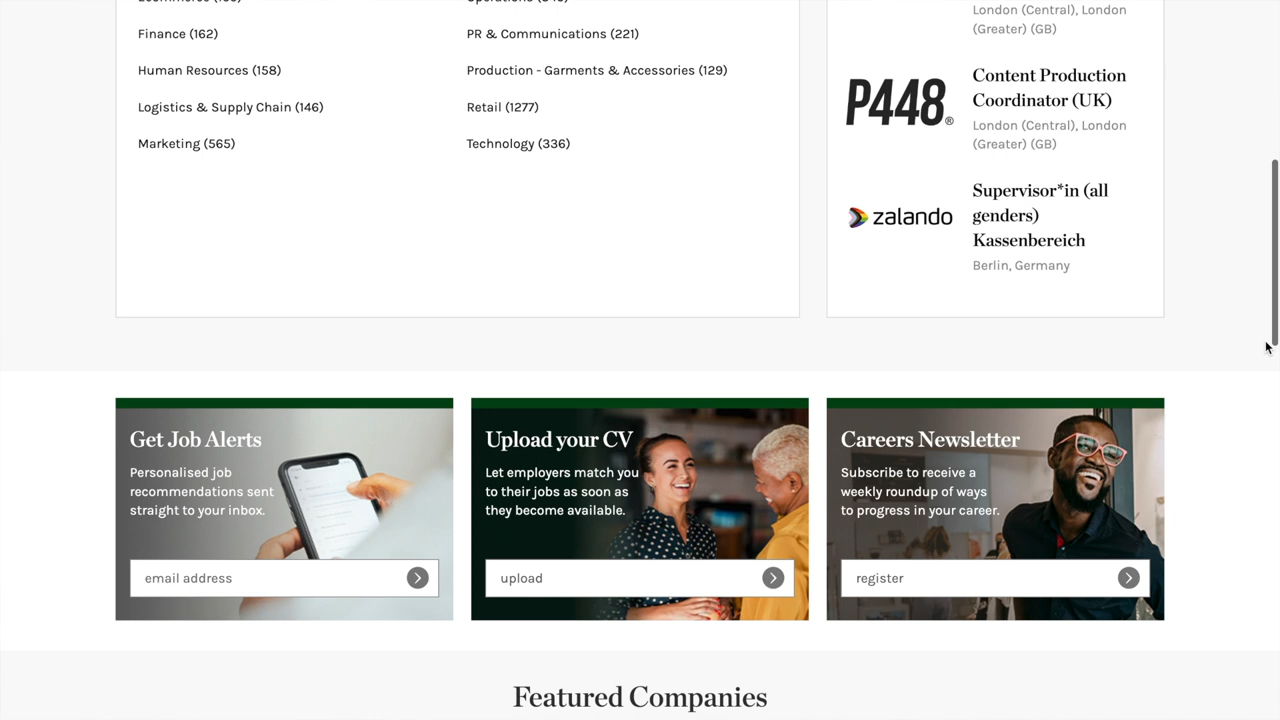 Finance (162)
Human Resources (158)
Logistics & Supply Chain (146)
Marketing (565)
PR & Communications (221)
Production - Garments & Accessories (129)
Retail (1277)
Technology (336)
London (Central), London
(Greater) (GB)
P448®
Content Production
Coordinator (UK)
London (Central), London
(Greater) (GB)
zalando
Supervisor*in (all
genders)
Kassenbereich
Berlin, Germany
Get Job Alerts
Personalised job
recommendations sent
straight to your inbox.
email address
Upload your CV
Let employers match you
to their jobs as soon as
they become available.
upload
Careers Newsletter
Subscribe to receive a
weekly roundup of ways
to progress in your career.
register
Featured Companies